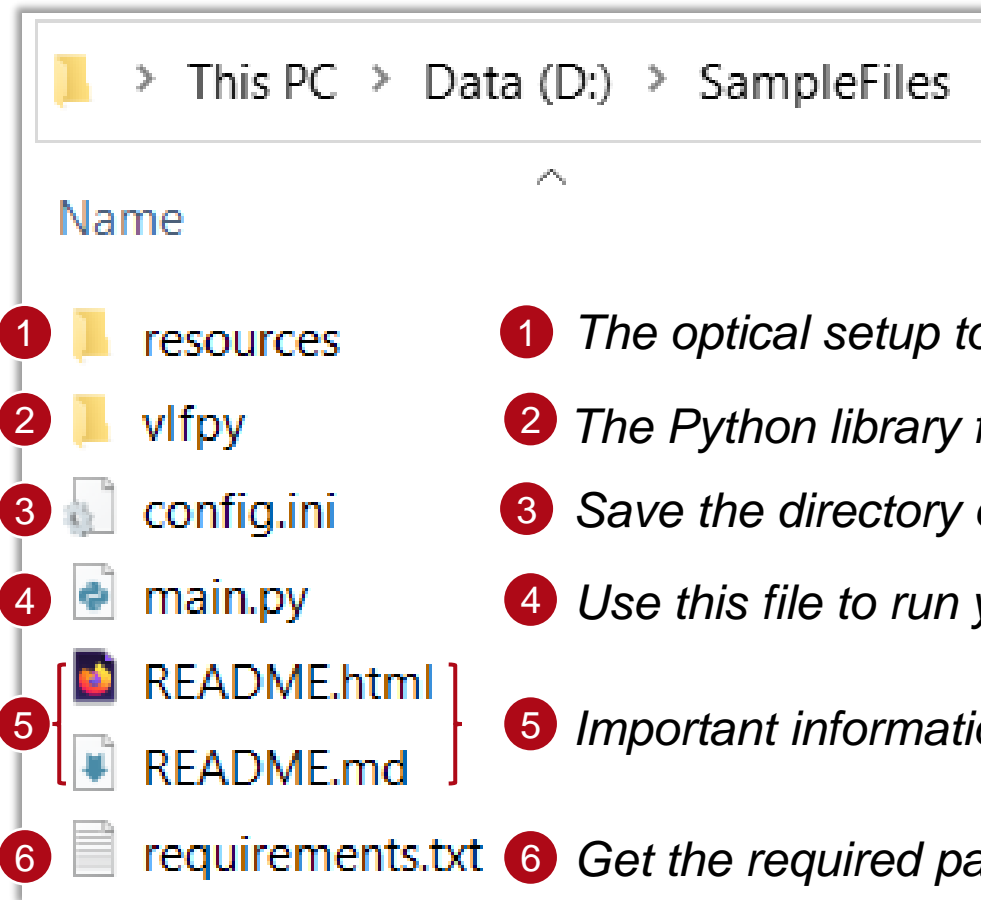 This PC > Data (D:) > SampleFiles
Name
1 resources 1 The optical setup to
2 vlfpy 2 The Python library
3 config.ini 3 Save the directory
4 main.py 4 Use this file to run
README.html
5 5 Important informatio
README.md
6 requirements.txt 6 Get the required pa